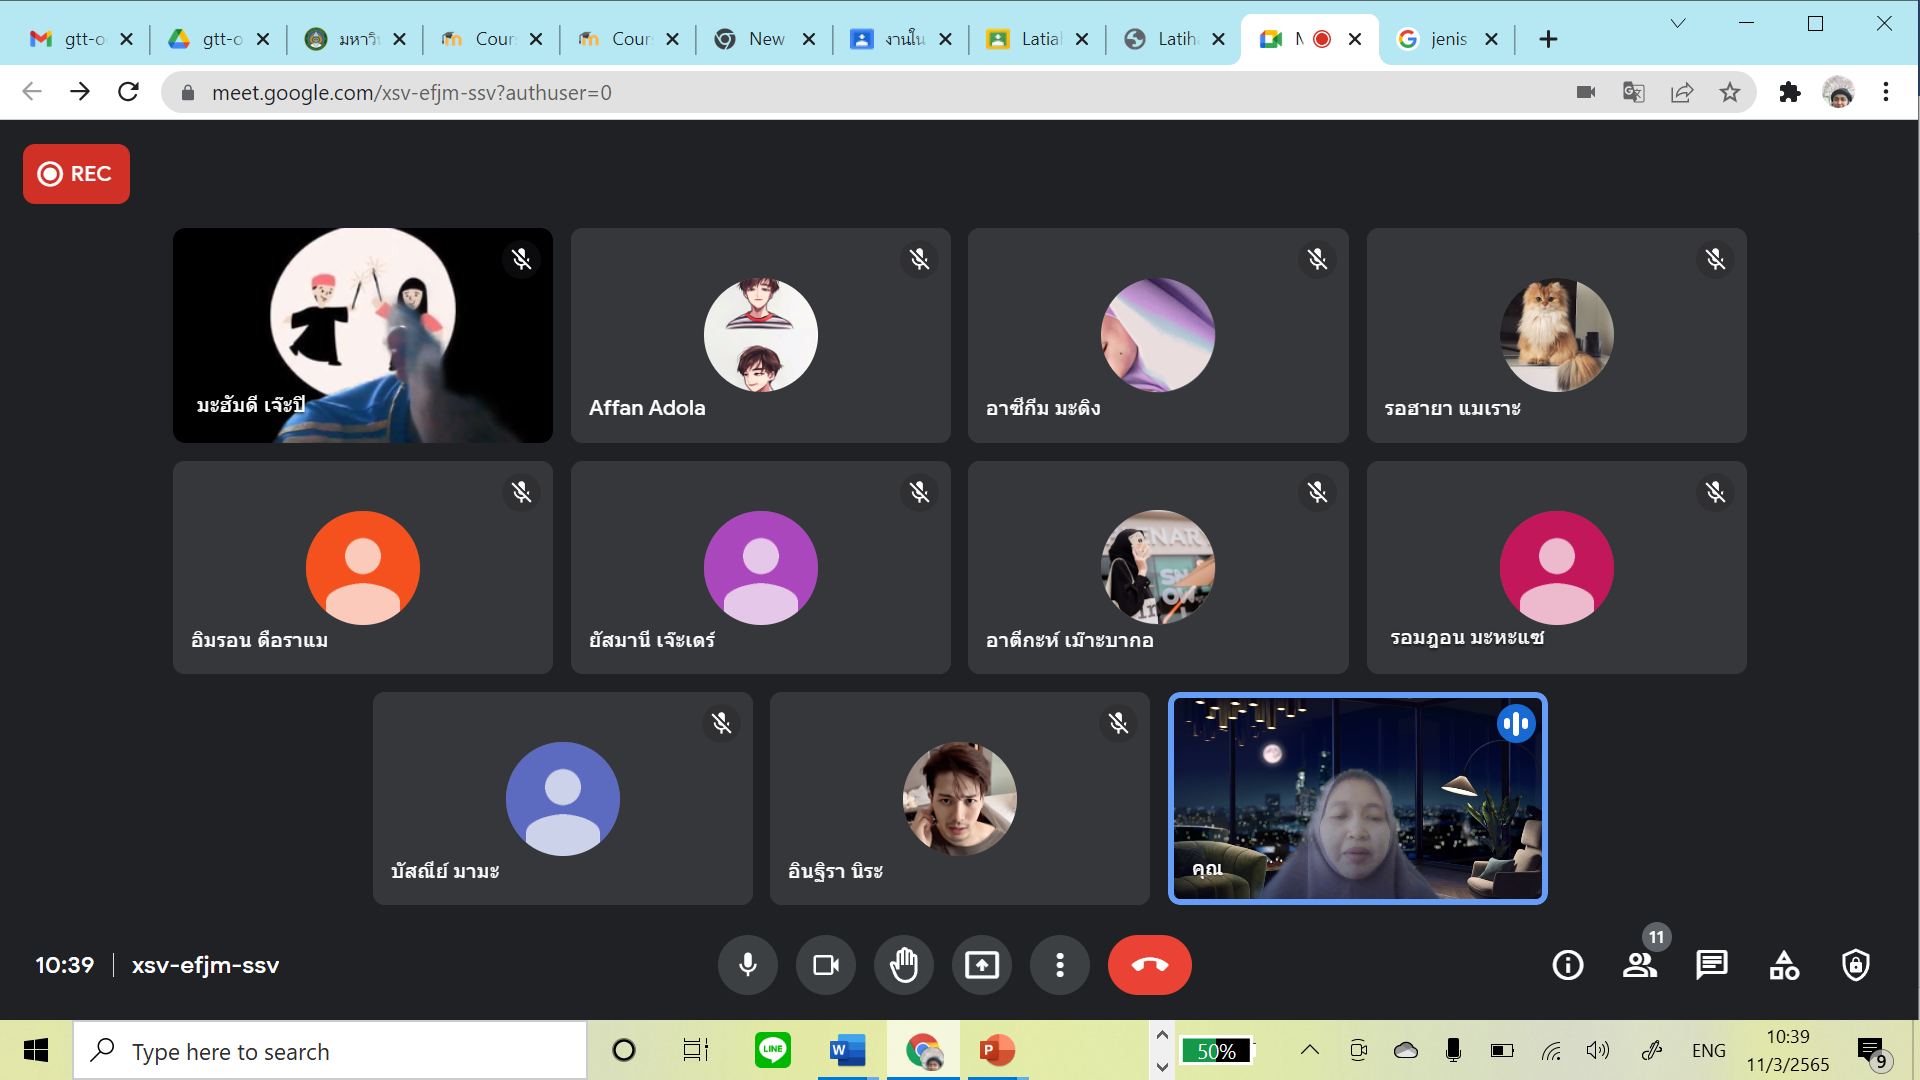 gtt-o
gtt-o
มหาวิท
Cour
Cour
New
งานใน
Latia
Latih
M
jenis
meet.google.com/xsv-efjm-ssv?authuser=0
REC
มะฮัมดี เจ๊ะปิ
Affan Adola
อาซีกีม มะดิง
รอฮายา แมเราะ
อิมรอน ดือราแม
ยัสมานี เจ๊ะเดร์
อาตีกะห์ เม๊าะบากอ
รอมฎอน มะหะแซ
บัสณีย์ มามะ
อินฐิรา นิระ
คุณ
10:39
xsv-efjm-ssv
11
Type here to search
LINE
W
P
50%
ENG
10:39
11/3/2565
9